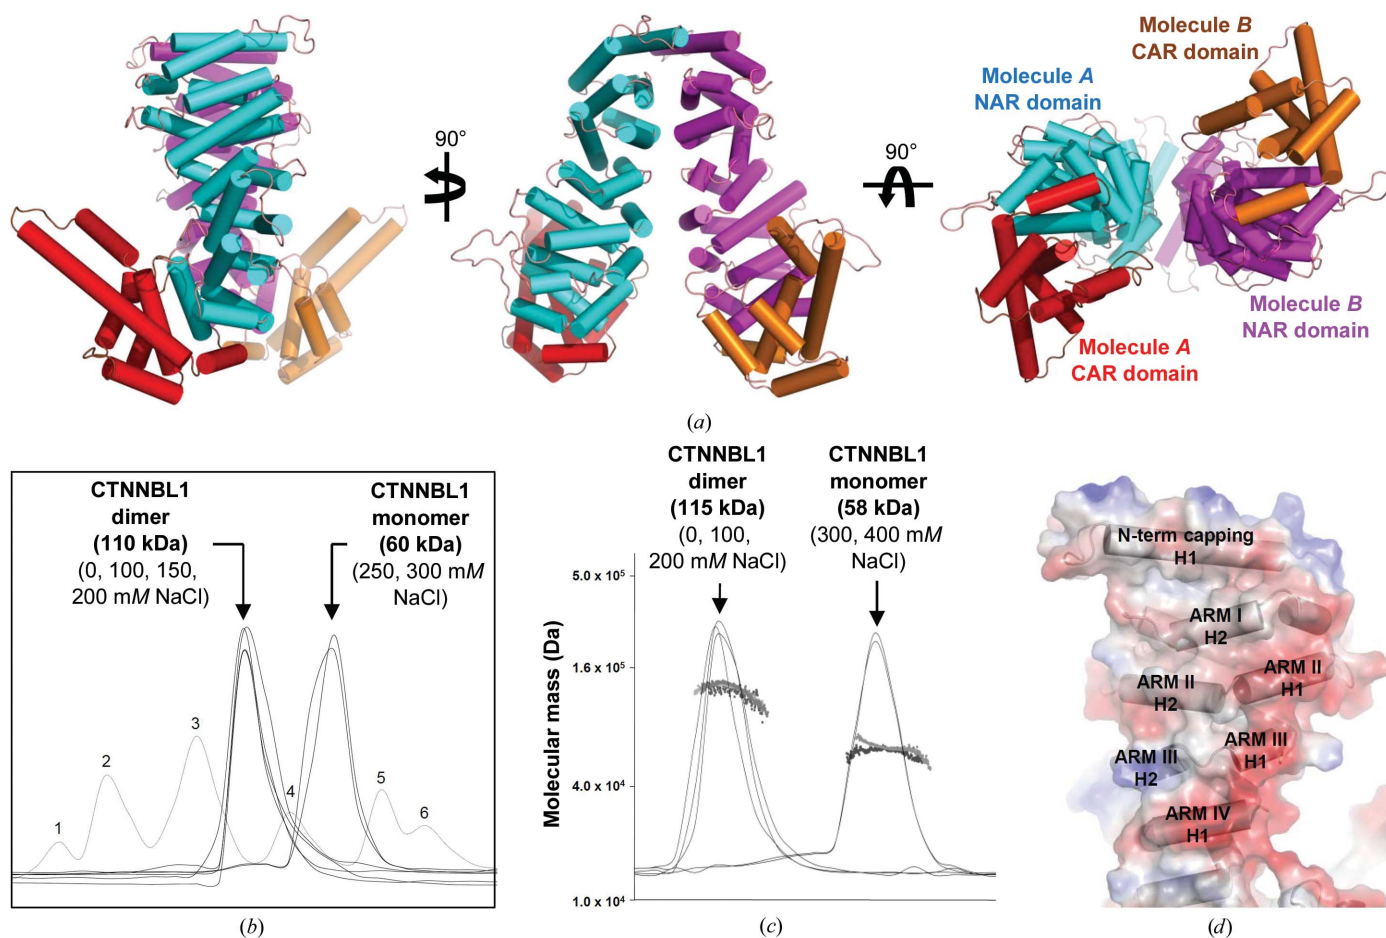 90°
90°
Molecule B
CAR domain
Molecule A
NAR domain
Molecule B
NAR domain
Molecule A
CAR domain
(a)
CTNNBL1
dimer
(110 kDa)
(0, 100, 150,
200 mM NaCl)
CTNNBL1
monomer
(60 kDa)
(250, 300 mM
NaCl)
1
2
3
4
5
6
(b)
CTNNBL1
dimer
(115 kDa)
(0, 100,
200 mM NaCl)
CTNNBL1
monomer
(58 kDa)
(300, 400 mM
NaCl)
Molecular mass (Da)
5.0 x 10⁵
1.6 x 10⁵
4.0 x 10⁴
1.0 x 10⁴
(c)
N-term capping
H1
ARM I
H2
ARM II
H2
ARM II
H1
ARM III
H2
ARM III
H1
ARM IV
H1
(d)